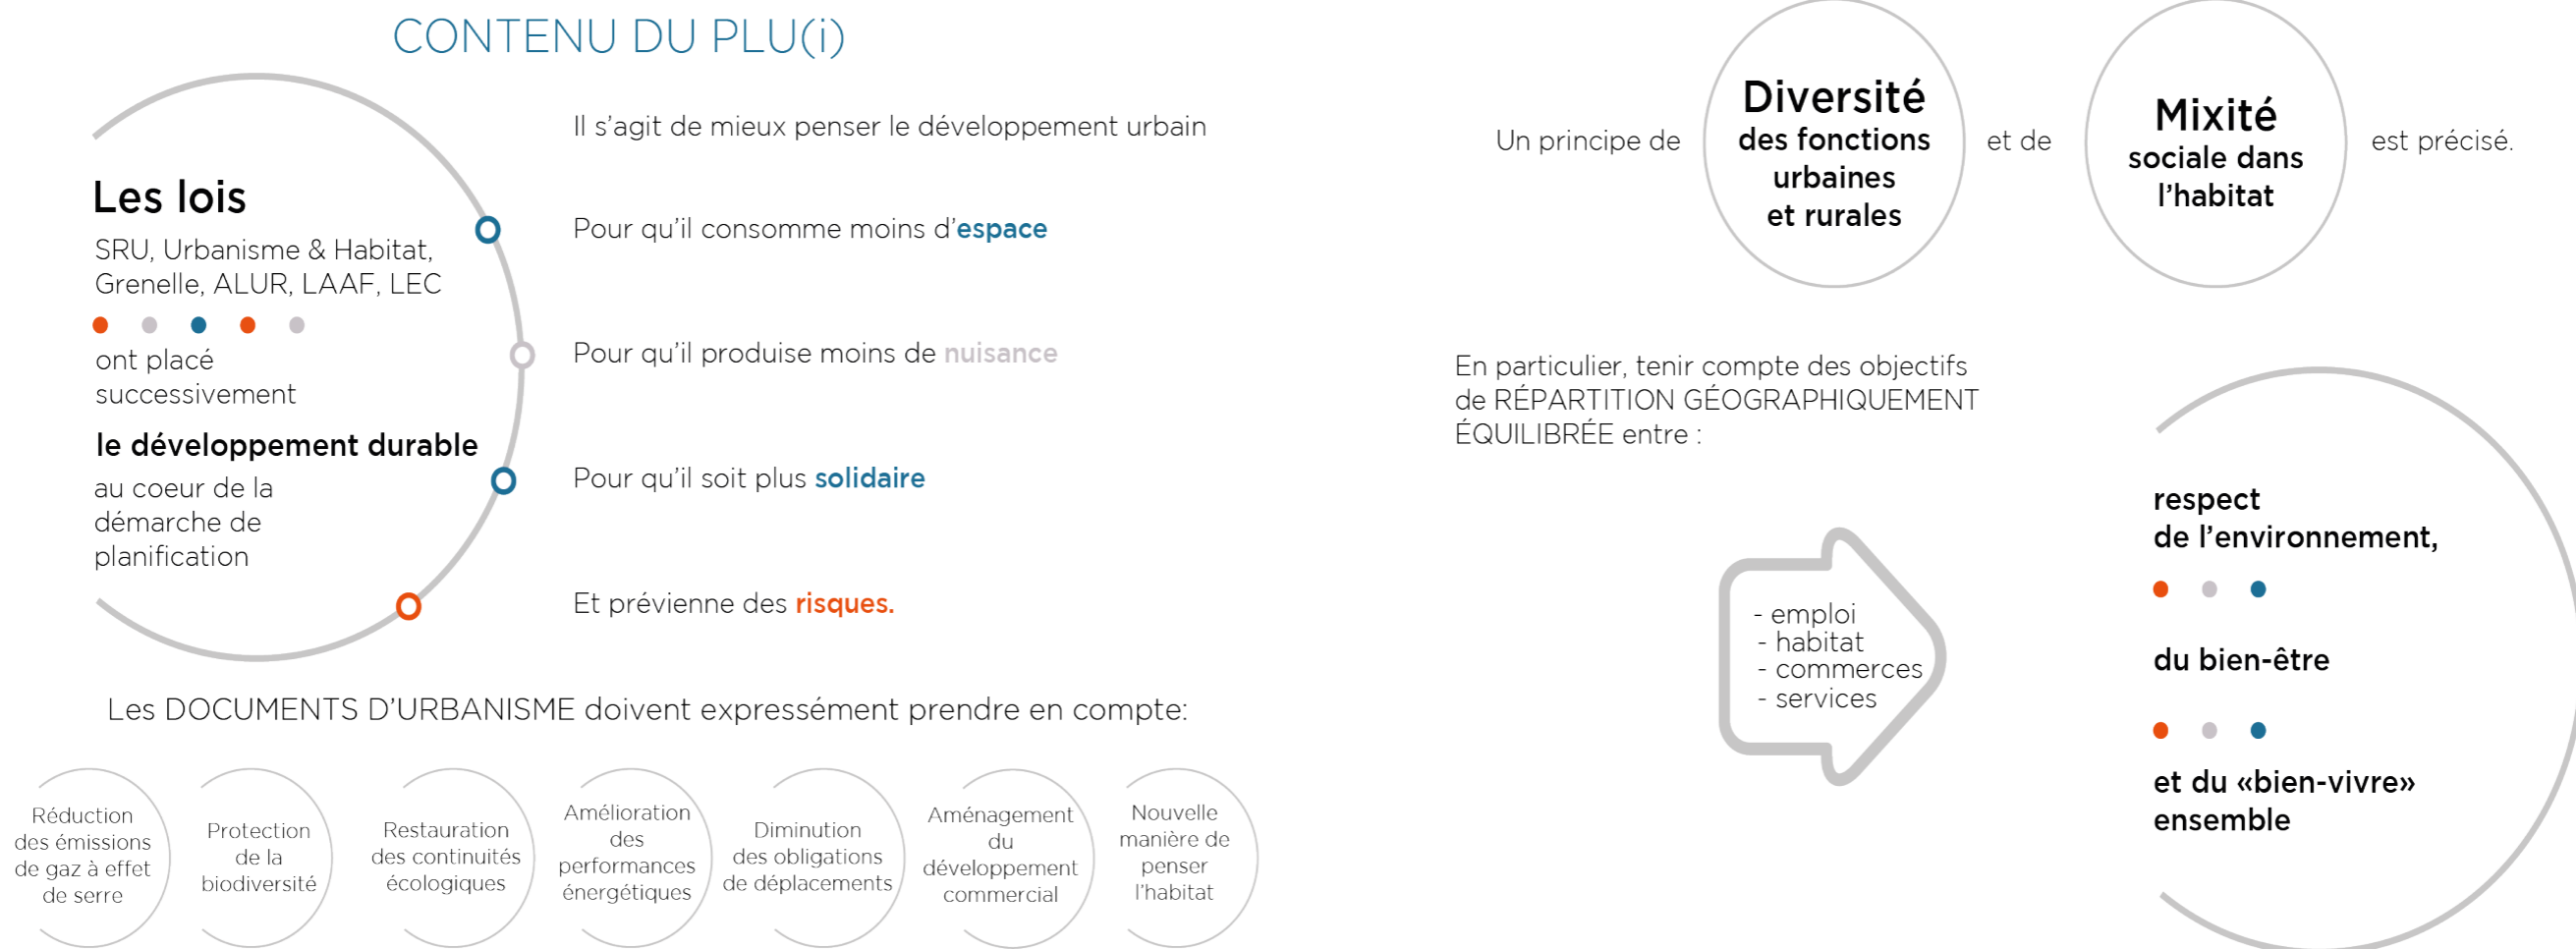 CONTENU DU PLU(i)
Les lois
SRU, Urbanisme & Habitat,
Grenelle, ALUR, LAAF, LEC
ont placé
successivement
le développement durable
au coeur de la
démarche de
planification
Il s’agit de mieux penser le développement urbain
Pour qu’il consomme moins d’espace
Pour qu’il produise moins de nuisance
Pour qu’il soit plus solidaire
Et prévienne des risques.
Les DOCUMENTS D’URBANISME doivent expressément prendre en compte:
Réduction
des émissions
de gaz à effet
de serre
Protection
de la
biodiversité
Restauration
des continuités
écologiques
Amélioration
des
performances
énergétiques
Diminution
des obligations
de déplacements
Aménagement
du
développement
commercial
Nouvelle
manière de
penser
l’habitat
Un principe de
Diversité
des fonctions
urbaines
et rurales
et de
Mixité
sociale dans
l’habitat
est précisé.
En particulier, tenir compte des objectifs
de RÉPARTITION GÉOGRAPHIQUEMENT
ÉQUILIBRÉE entre :
- emploi
- habitat
- commerces
- services
respect
de l’environnement,
du bien-être
et du «bien-vivre»
ensemble